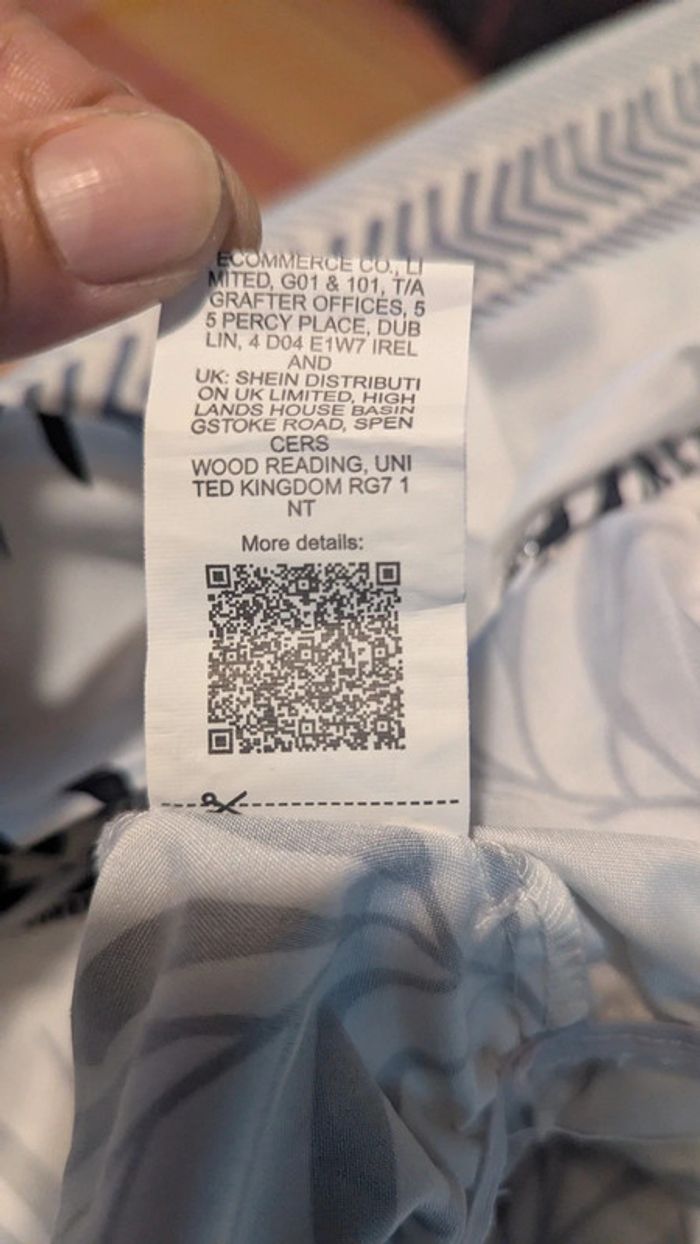 ECOMMERCE CO., LI
MITED, G01 & 101, T/A
GRAFTER OFFICES, 5
5 PERCY PLACE, DUB
LIN, 4 D04 E1W7 IREL
AND
UK: SHEIN DISTRIBUTI
ON UK LIMITED, HIGH
LANDS HOUSE BASIN
GSTOKE ROAD, SPEN
CERS
WOOD READING, UNI
TED KINGDOM RG7 1
NT
More details: